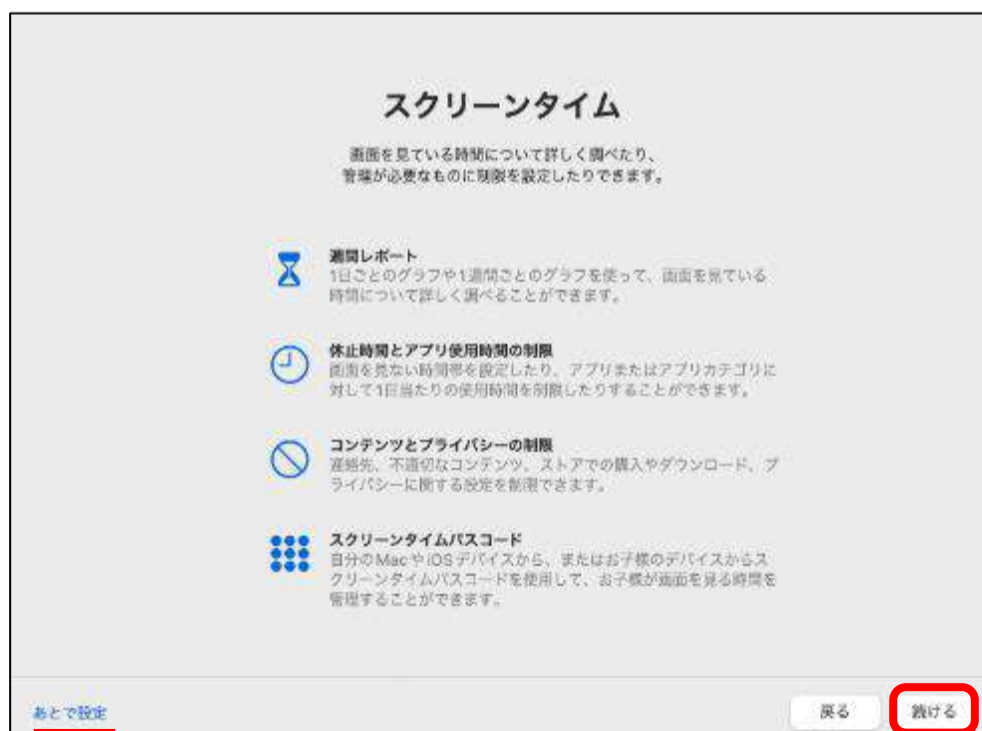 スクリーンタイム
画面を見ている時間について詳しく調べたり、
管理が必要なものに制限を設定したりできます。
週間レポート
1日ごとのグラフや1週間ごとのグラフを使って、画面を見ている
時間について詳しく調べることができます。
休止時間とアプリ使用時間の制限
画面を見ない時間帯を設定したり、アプリまたはアプリカテゴリに
対して1日当たりの使用時間を制限したりすることができます。
コンテンツとプライバシーの制限
連絡先、不適切なコンテンツ、ストアでの購入やダウンロード、プ
ライバシーに関する設定を制限できます。
スクリーンタイムパスコード
自分のMacやiOSデバイスから、またはお子様のデバイスからス
クリーンタイムパスコードを使用して、お子様が画面を見る時間を
管理することができます。
あとで設定
戻る
続ける